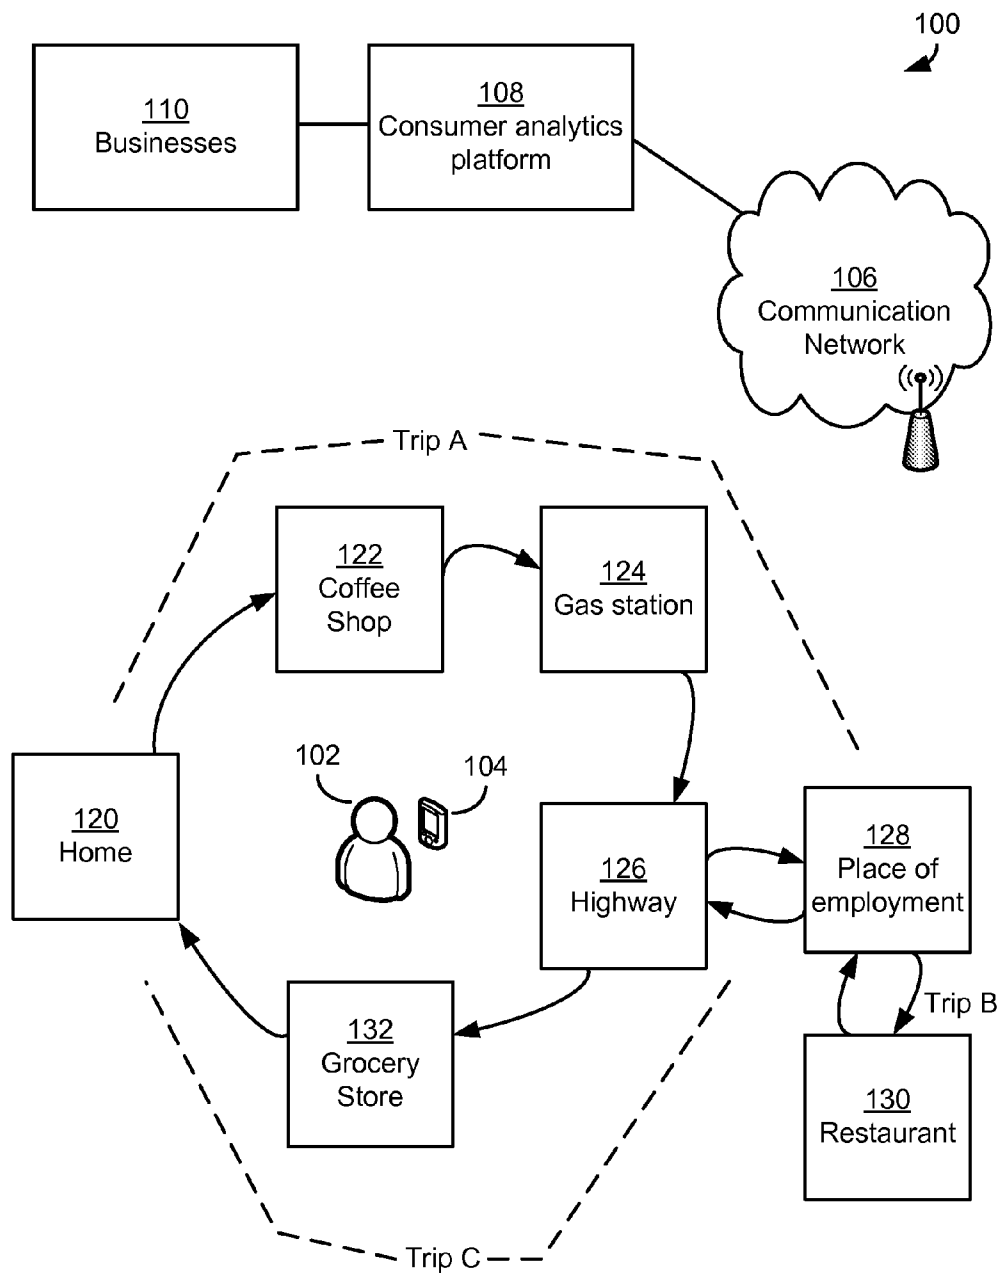 100
110
Businesses
108
Consumer analytics
platform
106
Communication
Network
Trip A
122
Coffee
Shop
124
Gas station
102
104
120
Home
126
Highway
128
Place of
employment
Trip B
132
Grocery
Store
130
Restaurant
Trip C